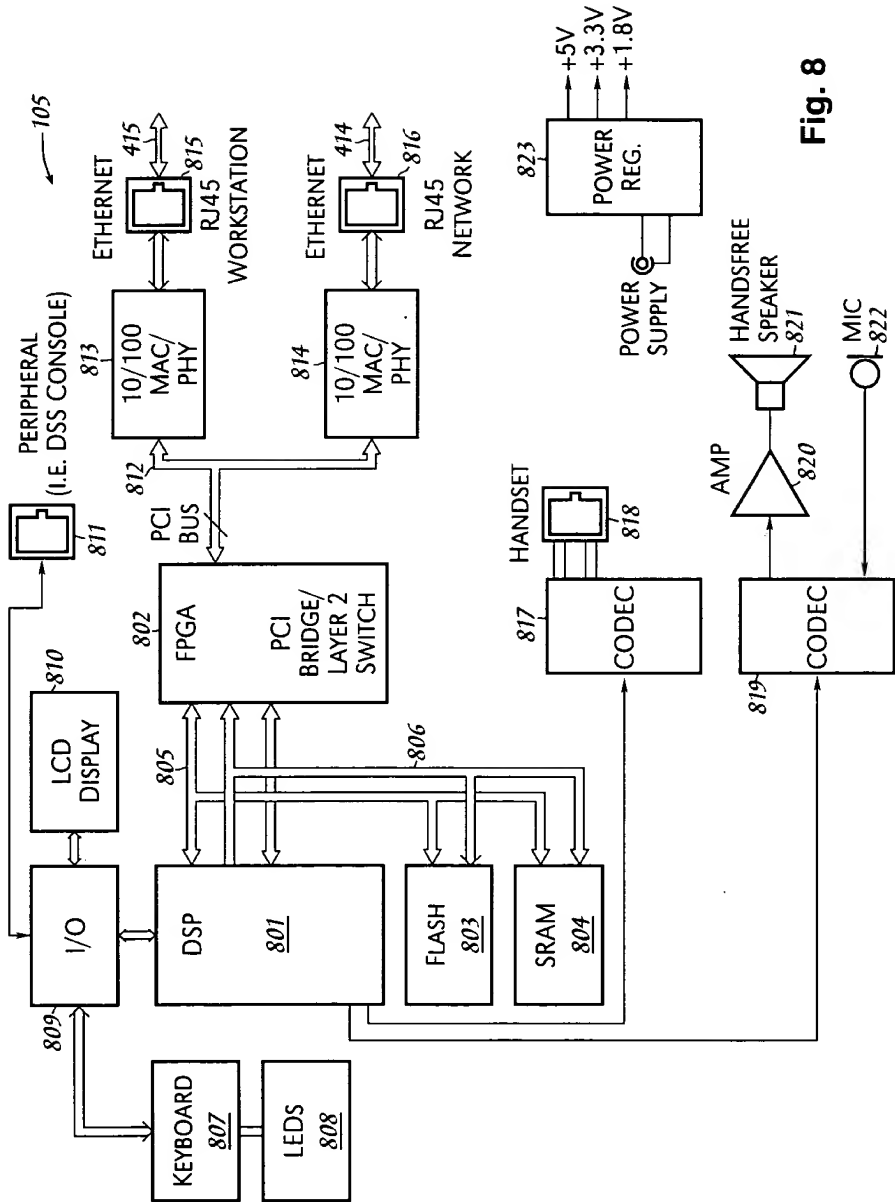 105
PERIPHERAL
(I.E. DSS CONSOLE)
811
LCD
DISPLAY
810
I/O
809
KEYBOARD
807
LEDS
808
DSP
801
FLASH
803
SRAM
804
805
806
802
FPGA
PCI
BRIDGE/
LAYER 2
SWITCH
PCI
BUS
812
813
10/100
MAC/
PHY
814
10/100
MAC/
PHY
ETHERNET
415
815
RJ45
WORKSTATION
ETHERNET
414
816
RJ45
NETWORK
HANDSET
817
CODEC
818
819
CODEC
AMP
820
HANDSFREE
SPEAKER
821
MIC
822
POWER
SUPPLY
823
POWER
REG.
+5V
+3.3V
+1.8V
Fig. 8